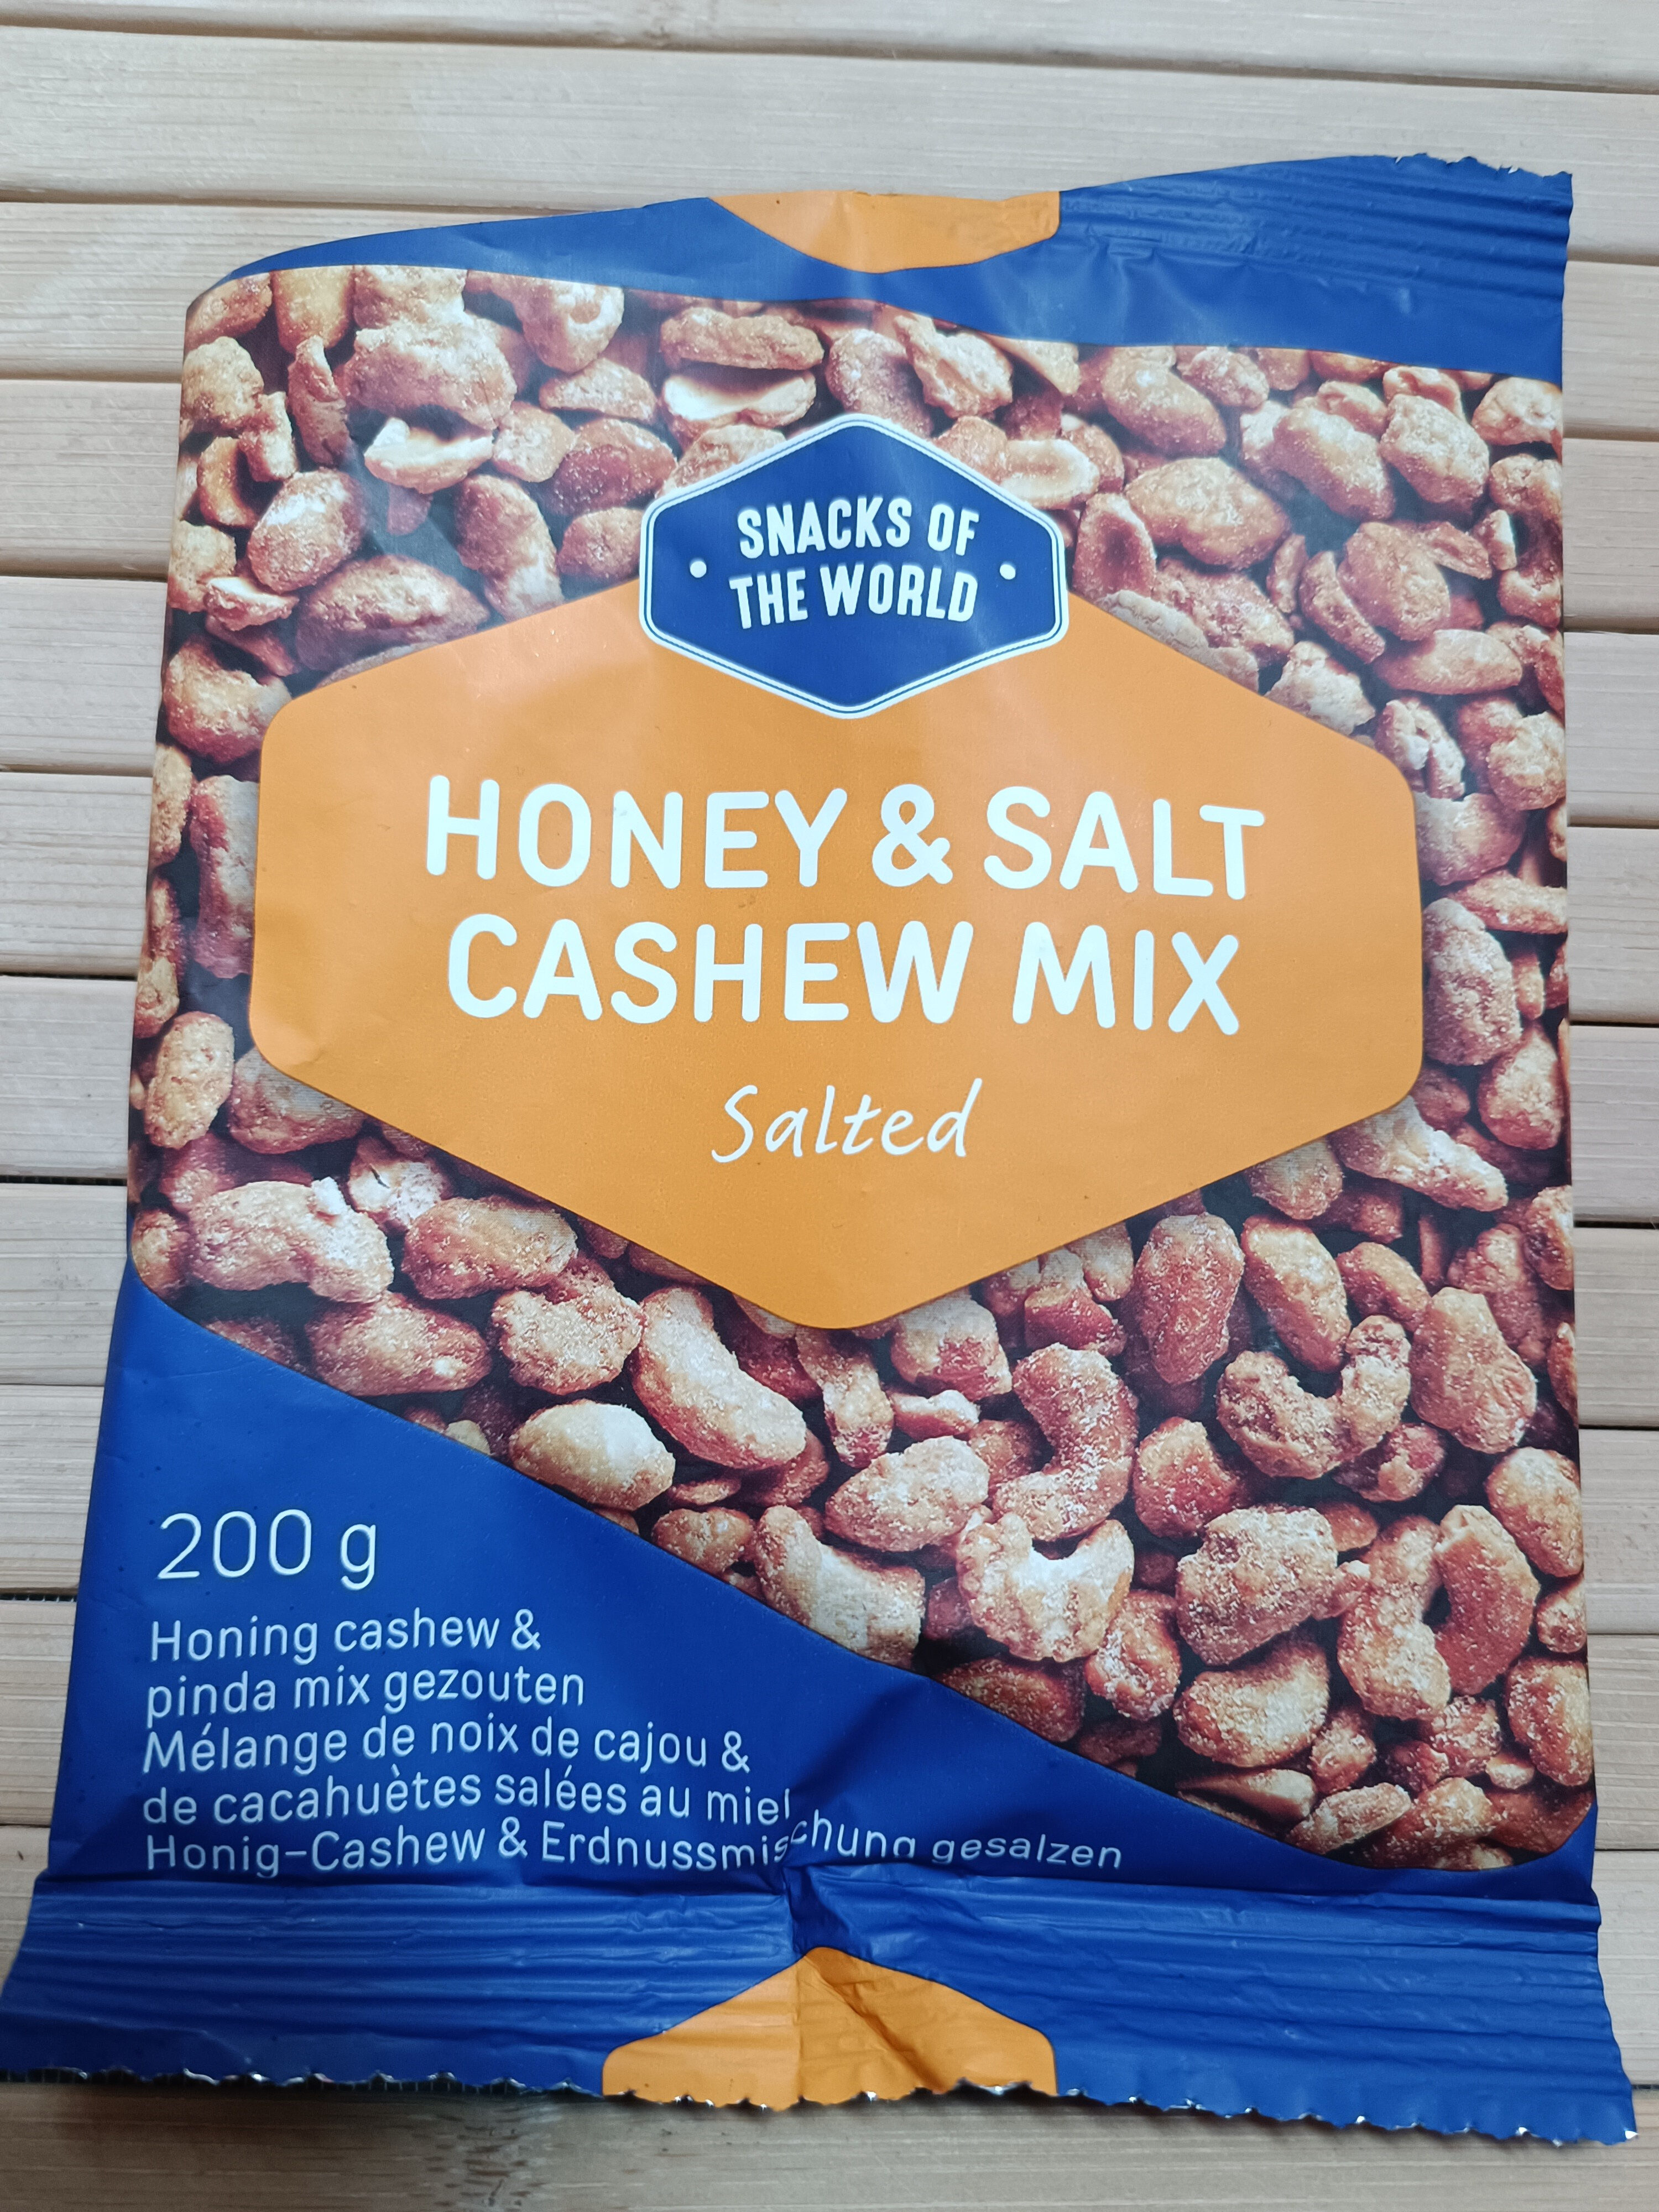 SNACKS OF
THE WORLD
HONEY & SALT
CASHEW MIX
Salted
200 g
Honing cashew &
pinda mix gezouten
Mélange de noix de cajou &
de cacahuètes salées au miel
Honig-Cashew & Erdnussmischung gesalzen